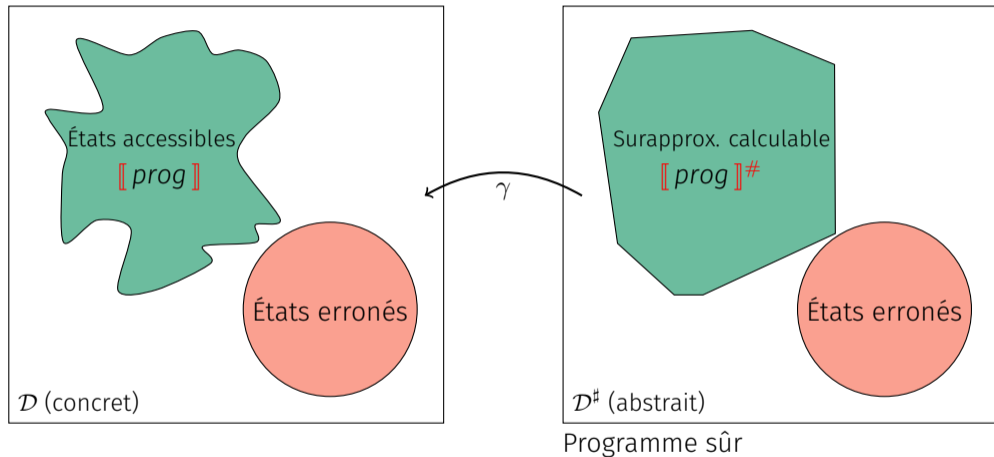 États accessibles
⟦ prog ⟧
États erronés
𝒟 (concret)
γ
Surapprox. calculable
⟦ prog ⟧#
États erronés
𝒟♯ (abstrait)
Programme sûr